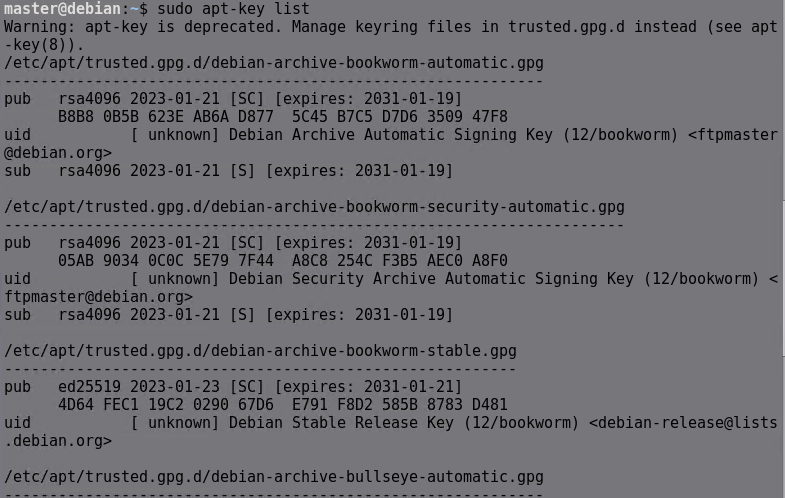 master@debian:~$ sudo apt-key list
Warning: apt-key is deprecated. Manage keyring files in trusted.gpg.d instead (see apt
-key(8)).
/etc/apt/trusted.gpg.d/debian-archive-bookworm-automatic.gpg
------------------------------------------------------------
pub   rsa4096 2023-01-21 [SC] [expires: 2031-01-19]
      B8B8 0B5B 623E AB6A D877  5C45 B7C5 D7D6 3509 47F8
uid           [ unknown] Debian Archive Automatic Signing Key (12/bookworm) <ftpmaster
@debian.org>
sub   rsa4096 2023-01-21 [S] [expires: 2031-01-19]

/etc/apt/trusted.gpg.d/debian-archive-bookworm-security-automatic.gpg
---------------------------------------------------------------------
pub   rsa4096 2023-01-21 [SC] [expires: 2031-01-19]
      05AB 9034 0C0C 5E79 7F44  A8C8 254C F3B5 AEC0 A8F0
uid           [ unknown] Debian Security Archive Automatic Signing Key (12/bookworm) <
ftpmaster@debian.org>
sub   rsa4096 2023-01-21 [S] [expires: 2031-01-19]

/etc/apt/trusted.gpg.d/debian-archive-bookworm-stable.gpg
---------------------------------------------------------
pub   ed25519 2023-01-23 [SC] [expires: 2031-01-21]
      4D64 FEC1 19C2 0290 67D6  E791 F8D2 585B 8783 D481
uid           [ unknown] Debian Stable Release Key (12/bookworm) <debian-release@lists
.debian.org>

/etc/apt/trusted.gpg.d/debian-archive-bullseye-automatic.gpg
------------------------------------------------------------